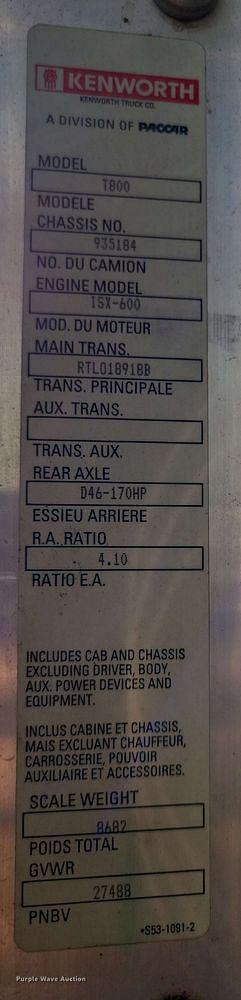 KENWORTH
KENWORTH TRUCK CO.
A DIVISION OF PACCAR
MODEL
T800
MODELE
CHASSIS NO.
935184
NO. DU CAMION
ENGINE MODEL
ISX-600
MOD. DU MOTEUR
MAIN TRANS.
RTLO18918B
TRANS. PRINCIPALE
AUX. TRANS.
TRANS. AUX.
REAR AXLE
D46-170HP
ESSIEU ARRIERE
R.A. RATIO
4.10
RATIO E.A.
INCLUDES CAB AND CHASSIS
EXCLUDING DRIVER, BODY,
AUX. POWER DEVICES AND
EQUIPMENT.
INCLUS CABINE ET CHASSIS,
MAIS EXCLUANT CHAUFFEUR,
CARROSSERIE, POUVOIR
AUXILIAIRE ET ACCESSOIRES.
SCALE WEIGHT
8682
POIDS TOTAL
GVWR
27488
PNBV
*S53-1091-2
Purple Wave Auction